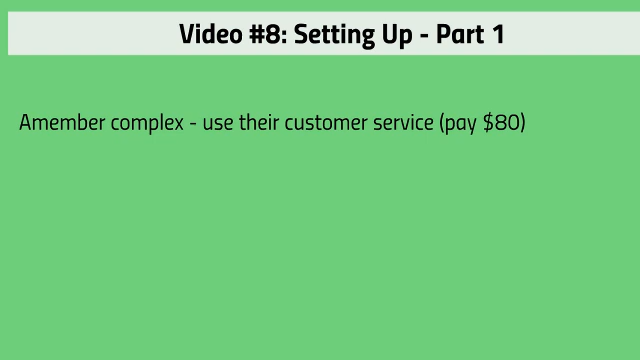 Video #8: Setting Up - Part 1
Amember complex - use their customer service (pay $80)